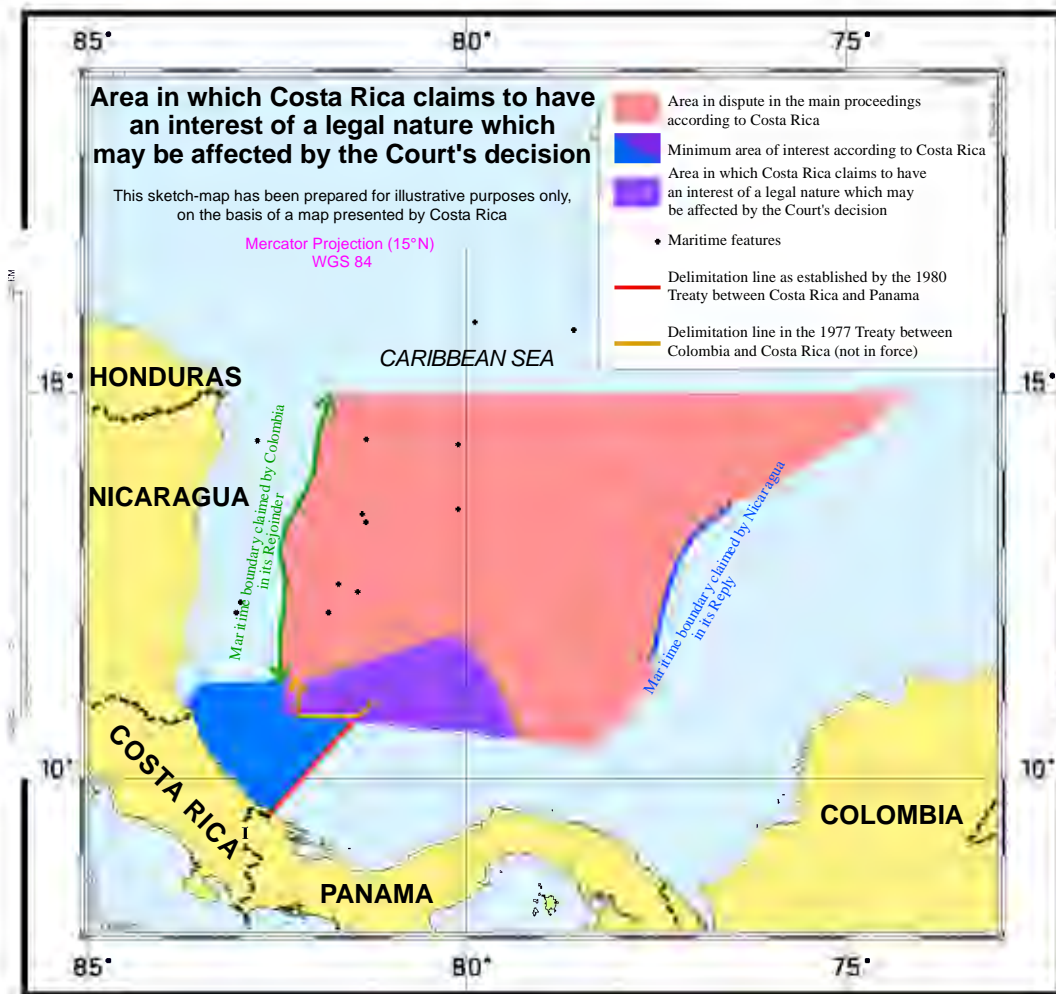 85°
80°
75°
Area in which Costa Rica claims to have
an interest of a legal nature which
may be affected by the Court's decision
This sketch-map has been prepared for illustrative purposes only,
on the basis of a map presented by Costa Rica
Mercator Projection (15°N)
WGS 84
Area in dispute in the main proceedings
according to Costa Rica
Minimum area of interest according to Costa Rica
Area in which Costa Rica claims to have
an interest of a legal nature which may
be affected by the Court's decision
Maritime features
Delimitation line as established by the 1980
Treaty between Costa Rica and Panama
Delimitation line in the 1977 Treaty between
Colombia and Costa Rica (not in force)
CARIBBEAN SEA
15°
15°
HONDURAS
NICARAGUA
Maritime boundary claimed by Colombia
in its Rejoinder
Maritime boundary claimed by Nicaragua
in its Reply
10°
10°
COSTA RICA
I
PANAMA
COLOMBIA
85°
80°
75°